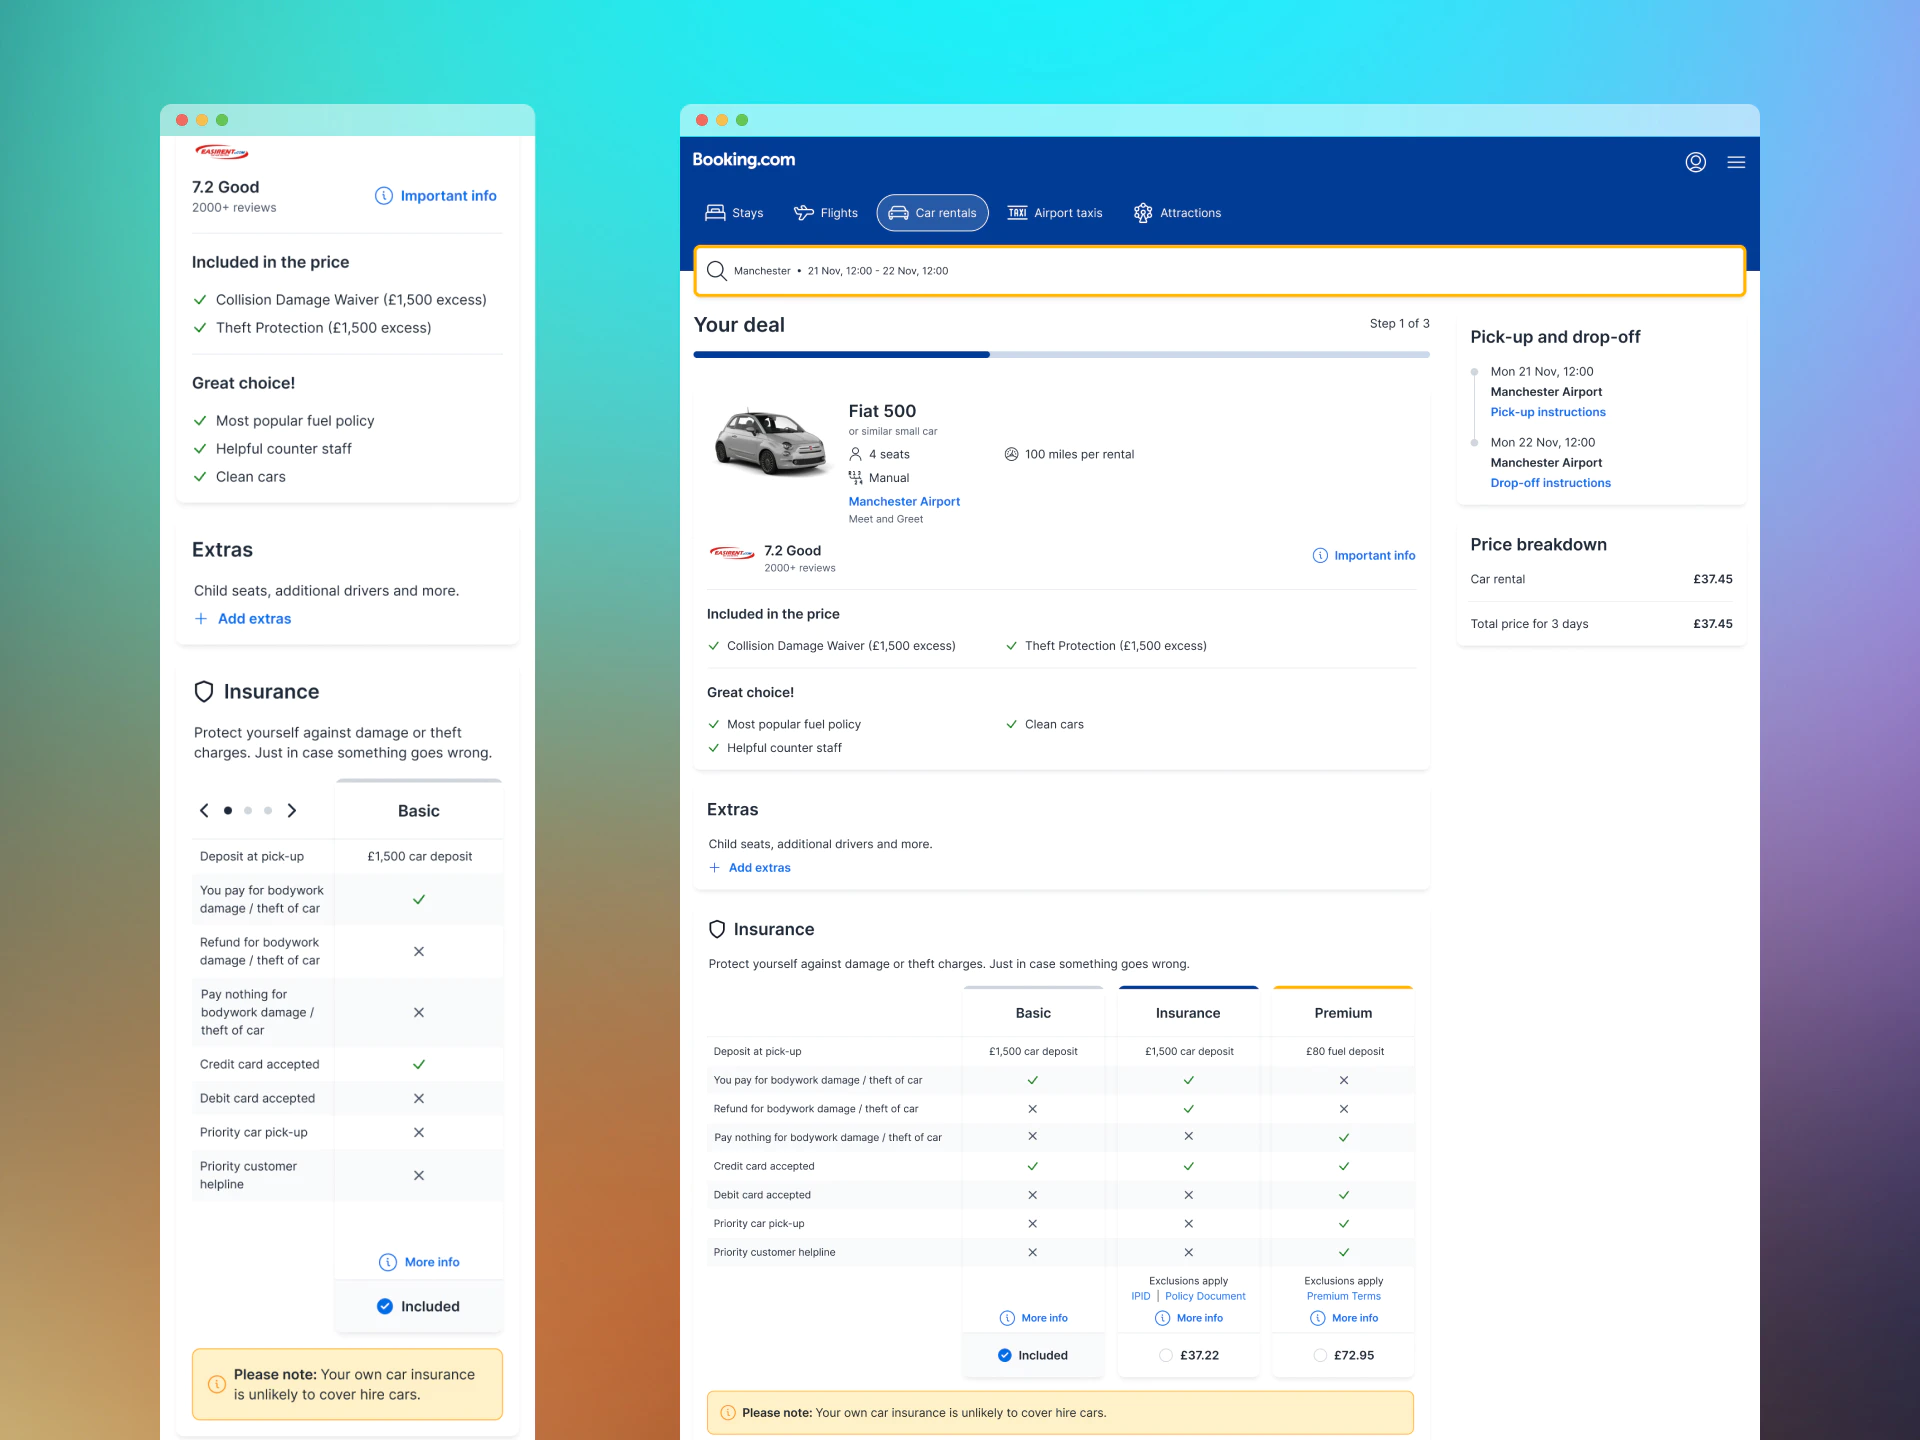 EASIRENT.COM
7.2 Good
2000+ reviews
Important info
Included in the price
Collision Damage Waiver (£1,500 excess)
Theft Protection (£1,500 excess)
Great choice!
Most popular fuel policy
Helpful counter staff
Clean cars
Extras
Child seats, additional drivers and more.
Add extras
Insurance
Protect yourself against damage or theft
charges. Just in case something goes wrong.
Basic
Deposit at pick-up £1,500 car deposit
You pay for bodywork
damage / theft of car
Refund for bodywork
damage / theft of car
Pay nothing for
bodywork damage /
theft of car
Credit card accepted
Debit card accepted
Priority car pick-up
Priority customer
helpline
More info
Included
Please note: Your own car insurance
is unlikely to cover hire cars.
Booking.com
Stays Flights Car rentals TAXI Airport taxis Attractions
Manchester • 21 Nov, 12:00 - 22 Nov, 12:00
Your deal
Step 1 of 3
Fiat 500
or similar small car
4 seats
100 miles per rental
Manual
Manchester Airport
Meet and Greet
EASIRENT.COM
7.2 Good
2000+ reviews
Important info
Included in the price
Collision Damage Waiver (£1,500 excess)
Theft Protection (£1,500 excess)
Great choice!
Most popular fuel policy
Clean cars
Helpful counter staff
Extras
Child seats, additional drivers and more.
Add extras
Insurance
Protect yourself against damage or theft charges. Just in case something goes wrong.
Basic Insurance Premium
Deposit at pick-up £1,500 car deposit £1,500 car deposit £80 fuel deposit
You pay for bodywork damage / theft of car
Refund for bodywork damage / theft of car
Pay nothing for bodywork damage / theft of car
Credit card accepted
Debit card accepted
Priority car pick-up
Priority customer helpline
Exclusions apply Exclusions apply
IPID | Policy Document Premium Terms
More info More info More info
Included £37.22 £72.95
Please note: Your own car insurance is unlikely to cover hire cars.
Pick-up and drop-off
Mon 21 Nov, 12:00
Manchester Airport
Pick-up instructions
Mon 22 Nov, 12:00
Manchester Airport
Drop-off instructions
Price breakdown
Car rental £37.45
Total price for 3 days £37.45